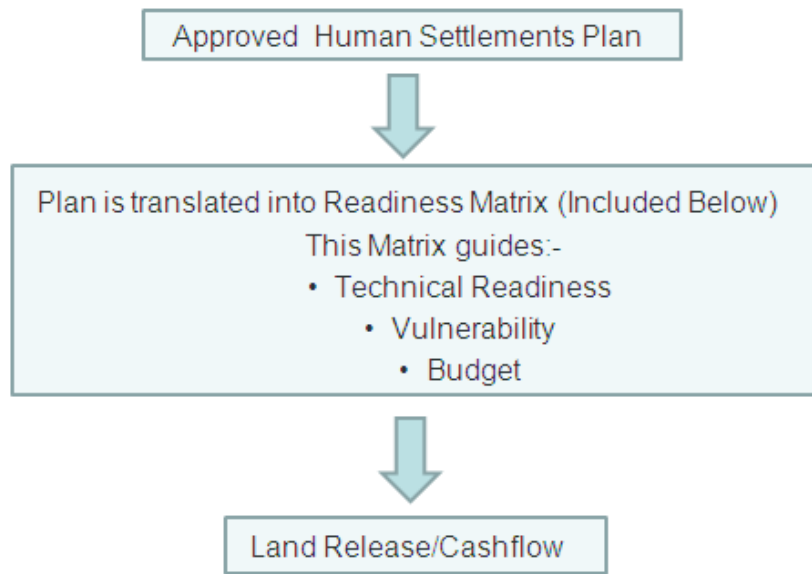 Approved Human Settlements Plan
Plan is translated into Readiness Matrix (Included Below)
This Matrix guides:-
• Technical Readiness
• Vulnerability
• Budget
Land Release/Cashflow